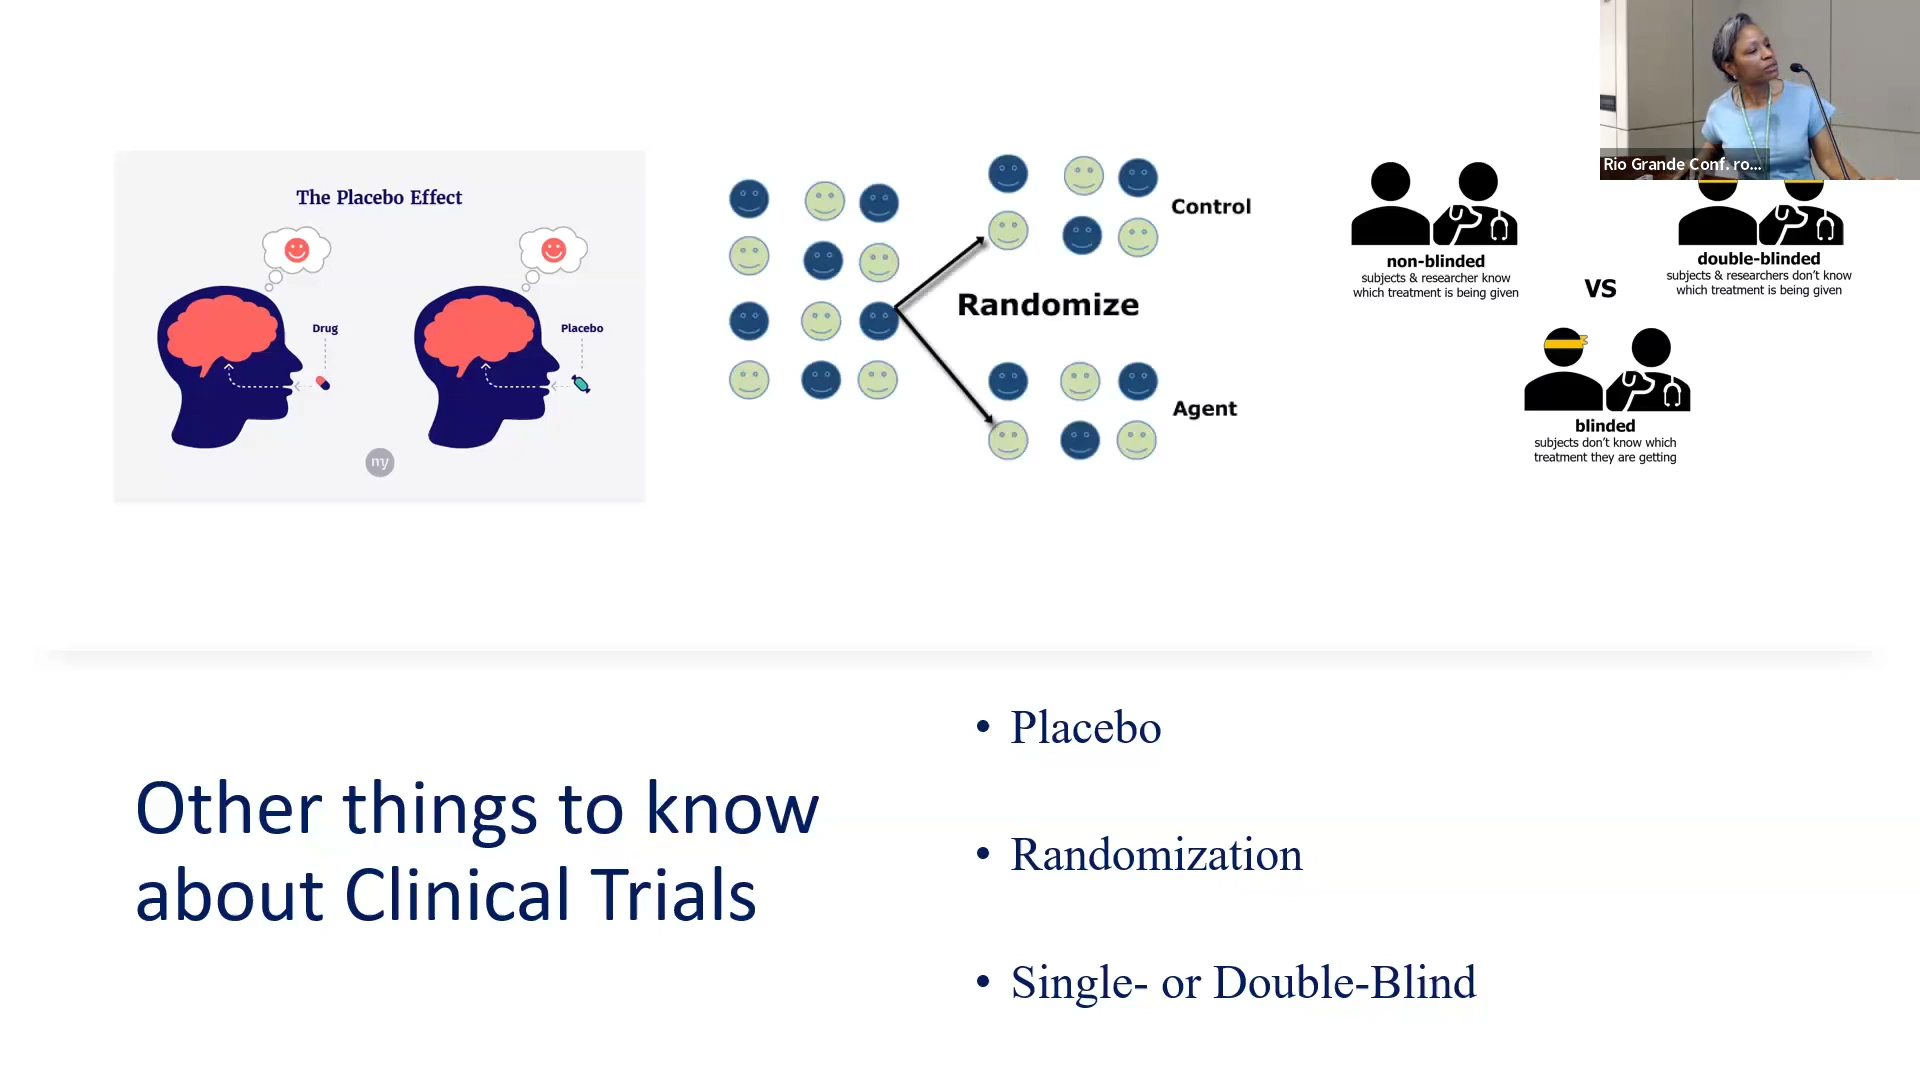 The Placebo Effect
Drug
Placebo
my
Control
Randomize
Agent
non-blinded
subjects & researcher know
which treatment is being given
VS
double-blinded
subjects & researchers don't know
which treatment is being given
blinded
subjects don't know which
treatment they are getting
Rio Grande Conf. ro...
Other things to know
about Clinical Trials
• Placebo
• Randomization
• Single- or Double-Blind